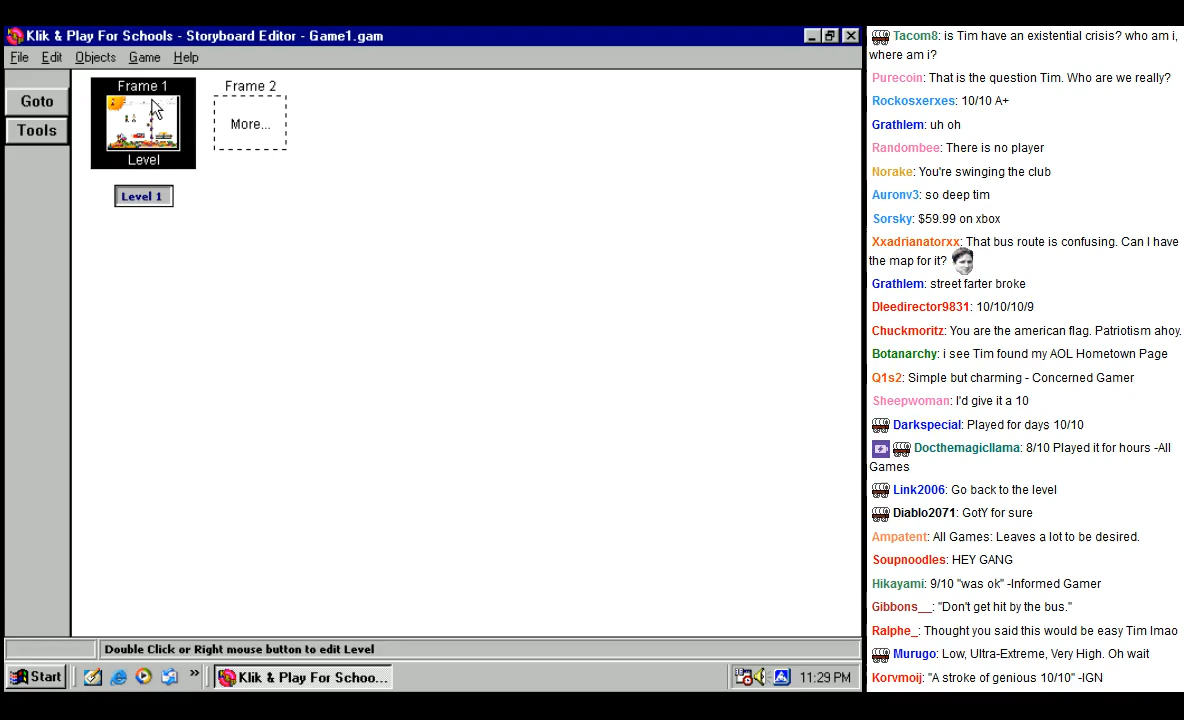 Klik & Play For Schools - Storyboard Editor - Game1.gam
File Edit Objects Game Help
Goto
Tools
Frame 1
Level
Level 1
Frame 2
More...
Double Click or Right mouse button to edit Level
Start
»
Klik & Play For Schoo...
11:29 PM
Tacom8: is Tim have an existential crisis? who am i,
where am i?
Purecoin: That is the question Tim. Who are we really?
Rockosxerxes: 10/10 A+
Grathlem: uh oh
Randombee: There is no player
Norake: You're swinging the club
Auronv3: so deep tim
Sorsky: $59.99 on xbox
Xxadrianatorxx: That bus route is confusing. Can I have
the map for it?
Grathlem: street farter broke
Dleedirector9831: 10/10/10/9
Chuckmoritz: You are the american flag. Patriotism ahoy.
Botanarchy: i see Tim found my AOL Hometown Page
Q1s2: Simple but charming - Concerned Gamer
Sheepwoman: I'd give it a 10
Darkspecial: Played for days 10/10
Docthemagicllama: 8/10 Played it for hours -All
Games
Link2006: Go back to the level
Diablo2071: GotY for sure
Ampatent: All Games: Leaves a lot to be desired.
Soupnoodles: HEY GANG
Hikayami: 9/10 "was ok" -Informed Gamer
Gibbons__: "Don't get hit by the bus."
Ralphe_: Thought you said this would be easy Tim lmao
Murugo: Low, Ultra-Extreme, Very High. Oh wait
Korvmoij: "A stroke of genious 10/10" -IGN